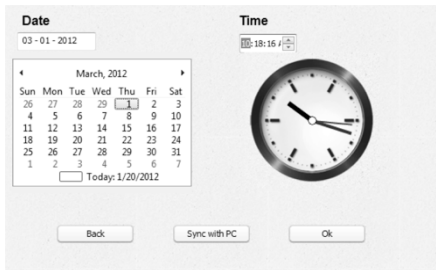 Date
Time
03 - 01 - 2012
10:18:16 A
March, 2012
Sun Mon Tue Wed Thu Fri Sat
26 27 28 29 1 2 3
4 5 6 7 8 9 10
11 12 13 14 15 16 17
18 19 20 21 22 23 24
25 26 27 28 29 30 31
1 2 3 4 5 6 7
Today: 1/20/2012
Back
Sync with PC
Ok